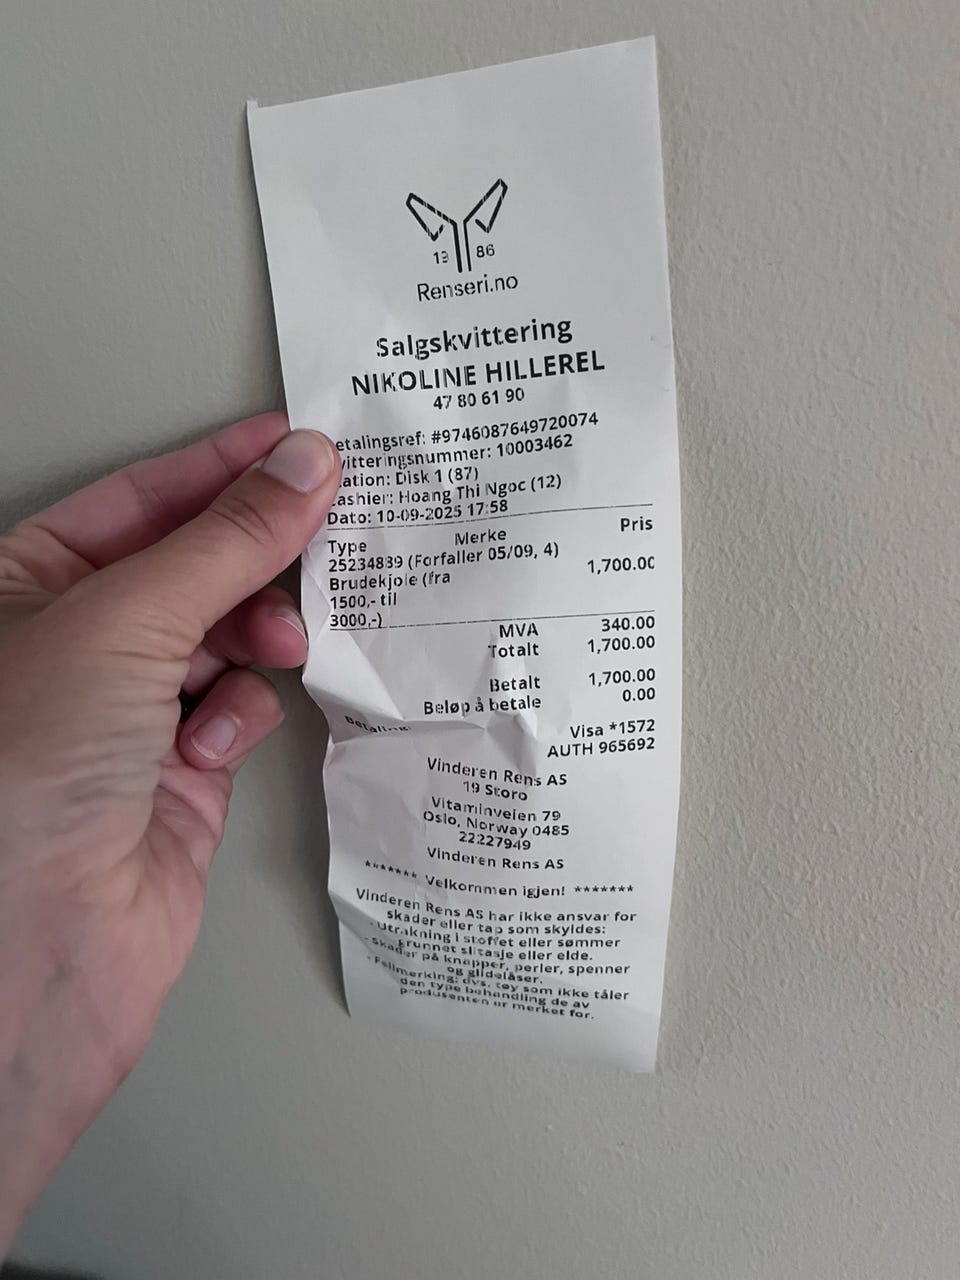 19 86
Renseri.no
Salgskvittering
NIKOLINE HILLEREL
47 80 61 90
etalingsref: #9746087649720074
vitteringsnummer: 10003462
ation: Disk 1 (87)
ashier: Hoang Thi Ngoc (12)
Dato: 10-09-2025 17:58
Type Merke Pris
25234839 (Forfaller 05/09, 4)
Brudekjole (fra 1,700.00
1500,- til
3000,-)
MVA 340.00
Totalt 1,700.00
Betalt 1,700.00
Beløp å betale 0.00
Betaling: Visa *1572
AUTH 965692
Vinderen Rens AS
19 Storo
Vitaminveien 79
Oslo, Norway 0485
22227949
Vinderen Rens AS
******* Velkommen igjen! *******
Vinderen Rens AS har ikke ansvar for
skader eller tap som skyldes:
- Utrakning i stoffet eller sømmer
grunnet slitasje eller elde.
- Skader på knapper, perler, spenner
og glidelåser.
- Feilmerking: dvs. tøy som ikke tåler
den type behandling de av
produsenten er merket for.